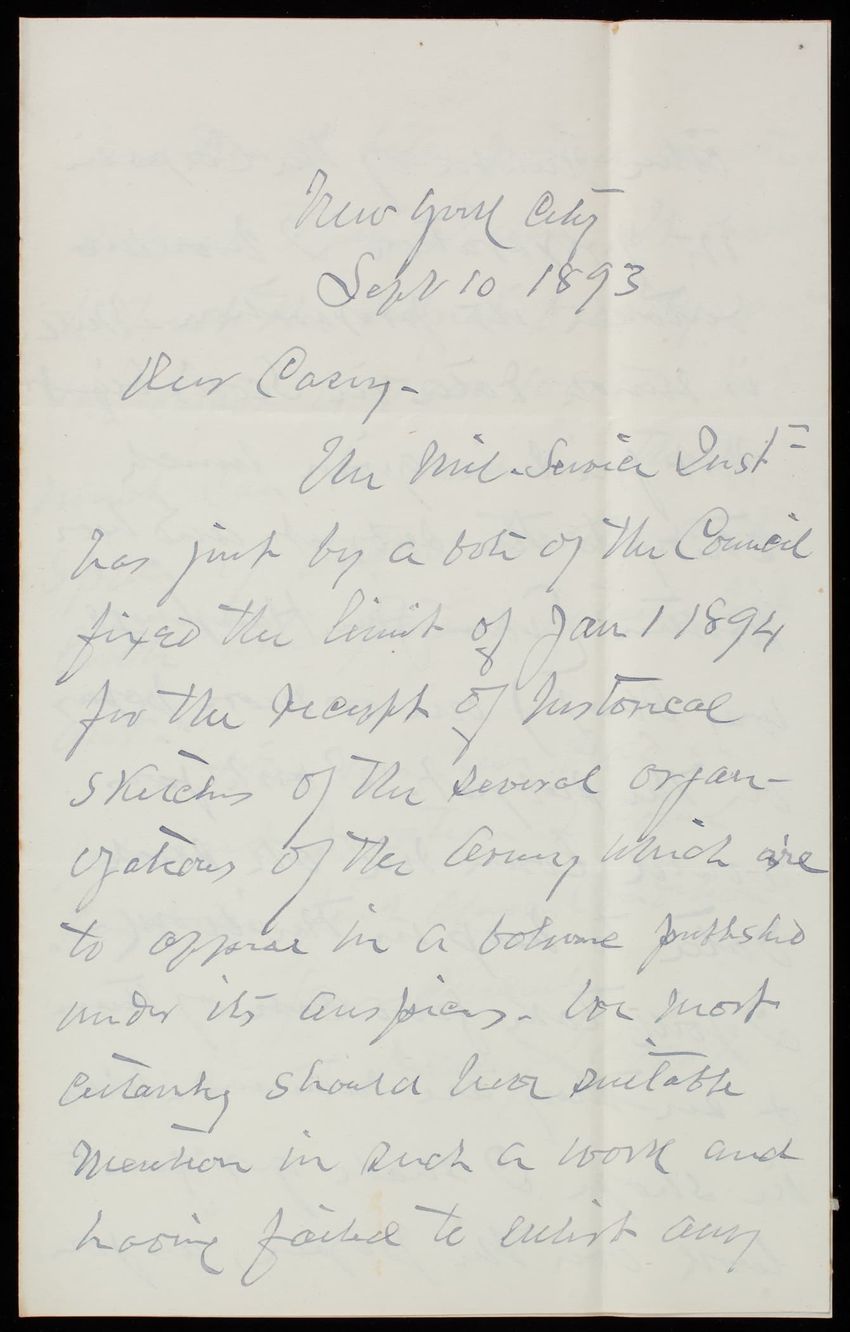 New York City
Sept 10 1893
Dear Casey -
The Mil. Service Inst=
has just by a vote of the Council
fixed the limit of Jan 1 1894
for the receipt of historical
sketches of the several organ-
izations of the Army which are
to appear in a volume published
under its auspices. We most
certainly should have suitable
mention in such a work and
having failed to enlist any